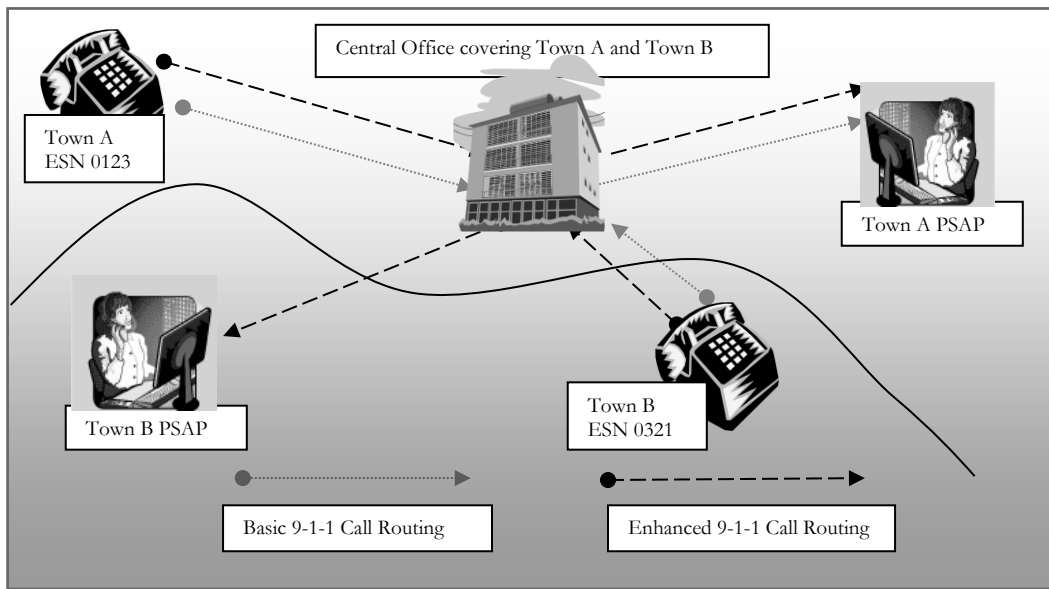 Central Office covering Town A and Town B
Town A
ESN 0123
Town A PSAP
Town B PSAP
Town B
ESN 0321
Basic 9-1-1 Call Routing
Enhanced 9-1-1 Call Routing